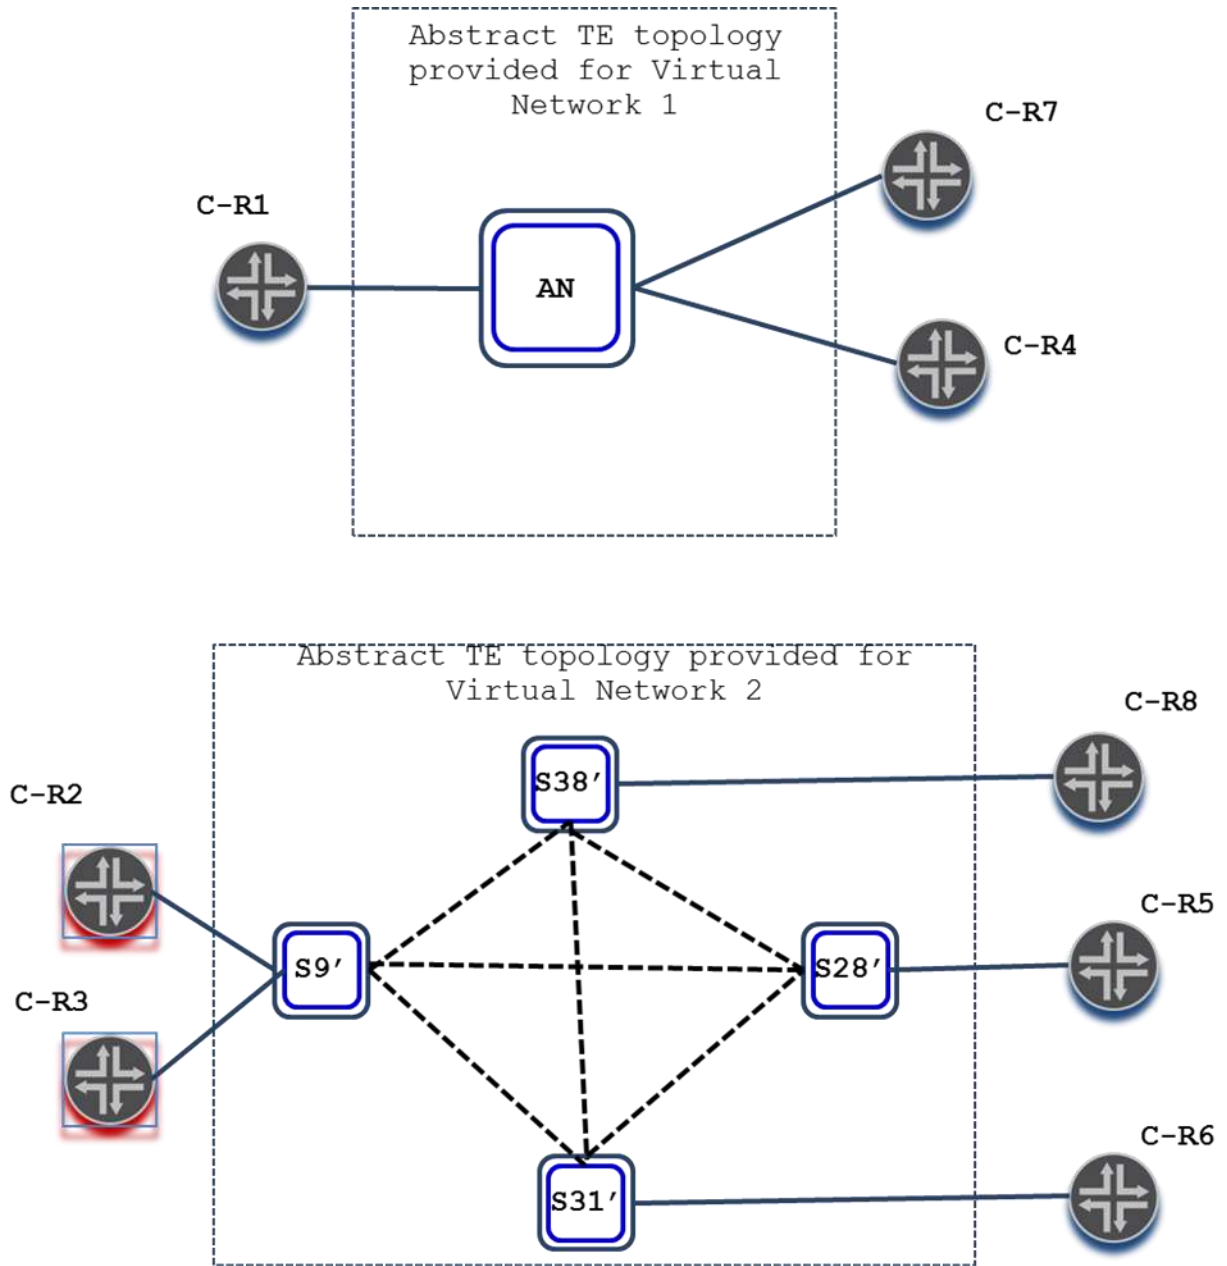 Abstract TE topology
provided for Virtual
Network 1
C-R7
C-R1
AN
C-R4
Abstract TE topology provided for
Virtual Network 2
C-R8
S38′
C-R2
C-R5
S9′
S28′
C-R3
C-R6
S31′